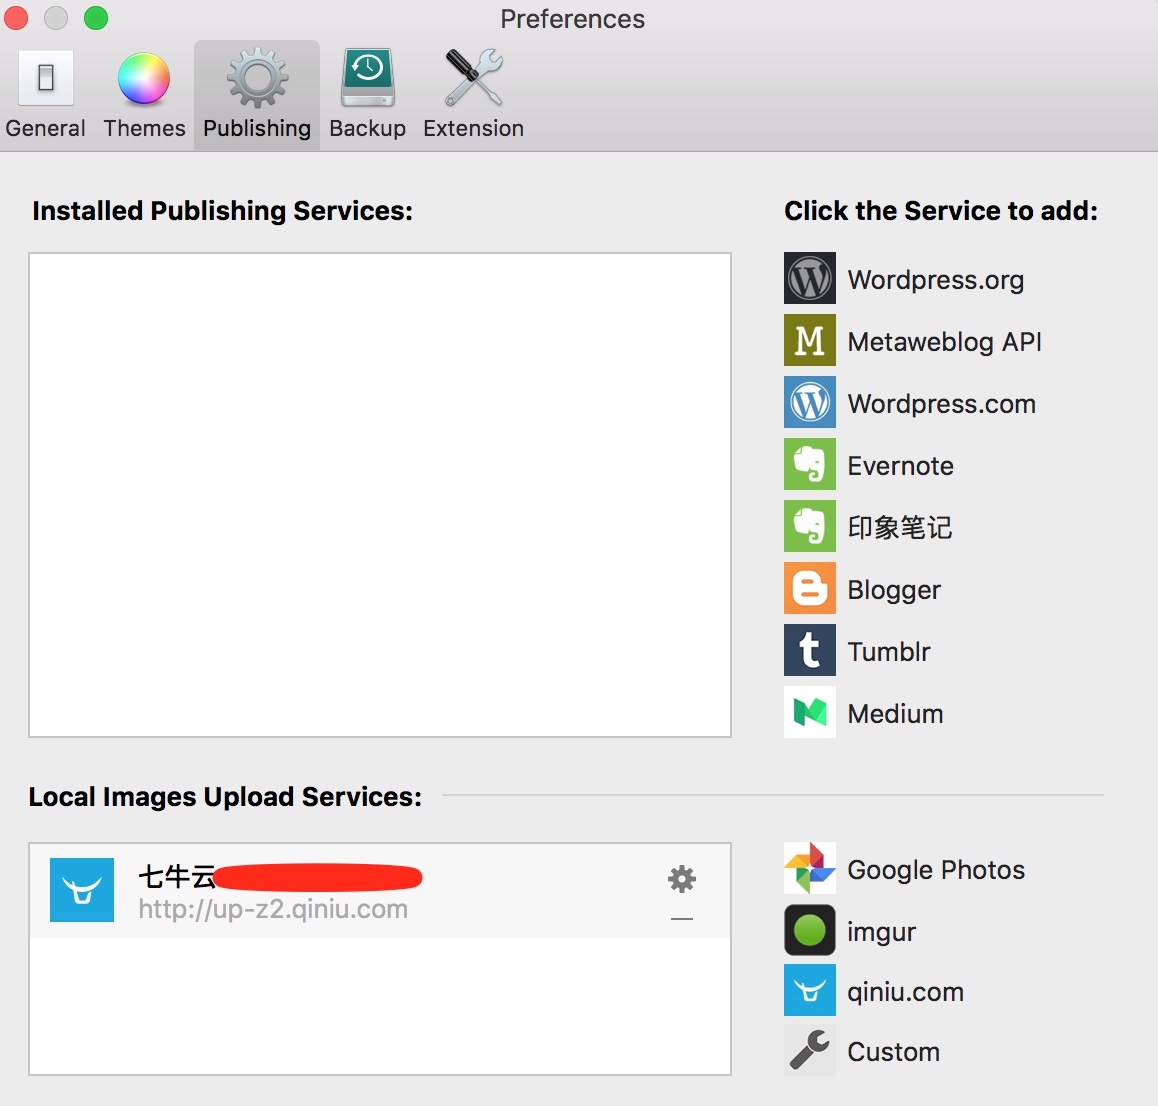 Preferences
General Themes Publishing Backup Extension
Installed Publishing Services:
Click the Service to add:
Wordpress.org
Metaweblog API
Wordpress.com
Evernote
印象笔记
Blogger
Tumblr
Medium
Local Images Upload Services:
七牛云
http://up-z2.qiniu.com
Google Photos
imgur
qiniu.com
Custom